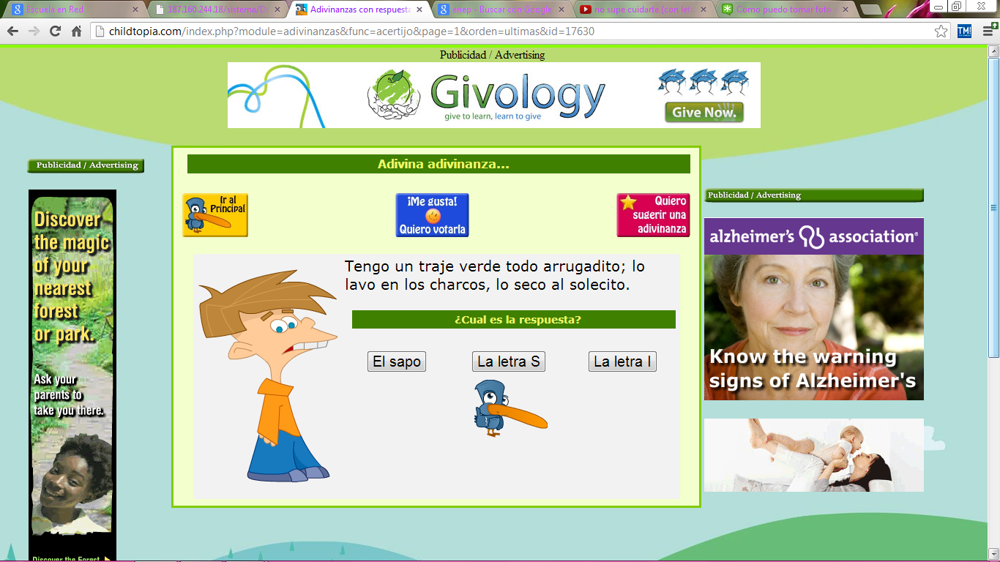 Escuela en Red
187.160.244.18/sistema/D
Adivinanzas con respuesta
enep - Buscar con Google
no supe cuidarte (con let
Como puedo tomar foto
childtopia.com/index.php?module=adivinanzas&func=acertijo&page=1&orden=ultimas&id=17630
TM!
Publicidad / Advertising
Givology
give to learn, learn to give
Give Now.
Publicidad / Advertising
Discover
the magic
of your
nearest
forest
or park.
Ask your
parents to
take you there.
Discover the Forest
Adivina adivinanza...
Ir al
Principal
¡Me gusta!
Quiero votarla
Quiero
sugerir una
adivinanza
Tengo un traje verde todo arrugadito; lo
lavo en los charcos, lo seco al solecito.
¿Cual es la respuesta?
El sapo
La letra S
La letra I
Publicidad / Advertising
alzheimer's association®
Know the warning
signs of Alzheimer's